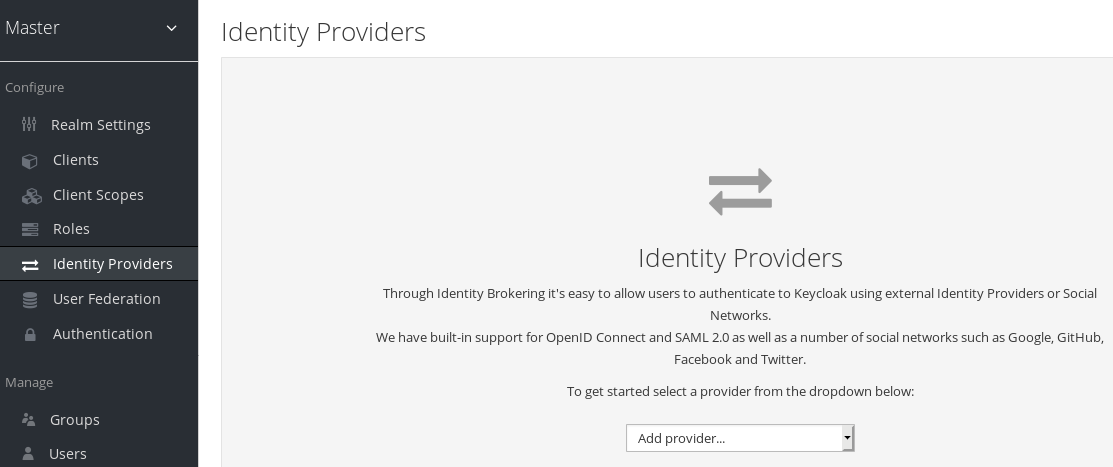 Master
Configure
Realm Settings
Clients
Client Scopes
Roles
Identity Providers
User Federation
Authentication
Manage
Groups
Users
Identity Providers
Identity Providers
Through Identity Brokering it's easy to allow users to authenticate to Keycloak using external Identity Providers or Social
Networks.
We have built-in support for OpenID Connect and SAML 2.0 as well as a number of social networks such as Google, GitHub,
Facebook and Twitter.
To get started select a provider from the dropdown below:
Add provider...